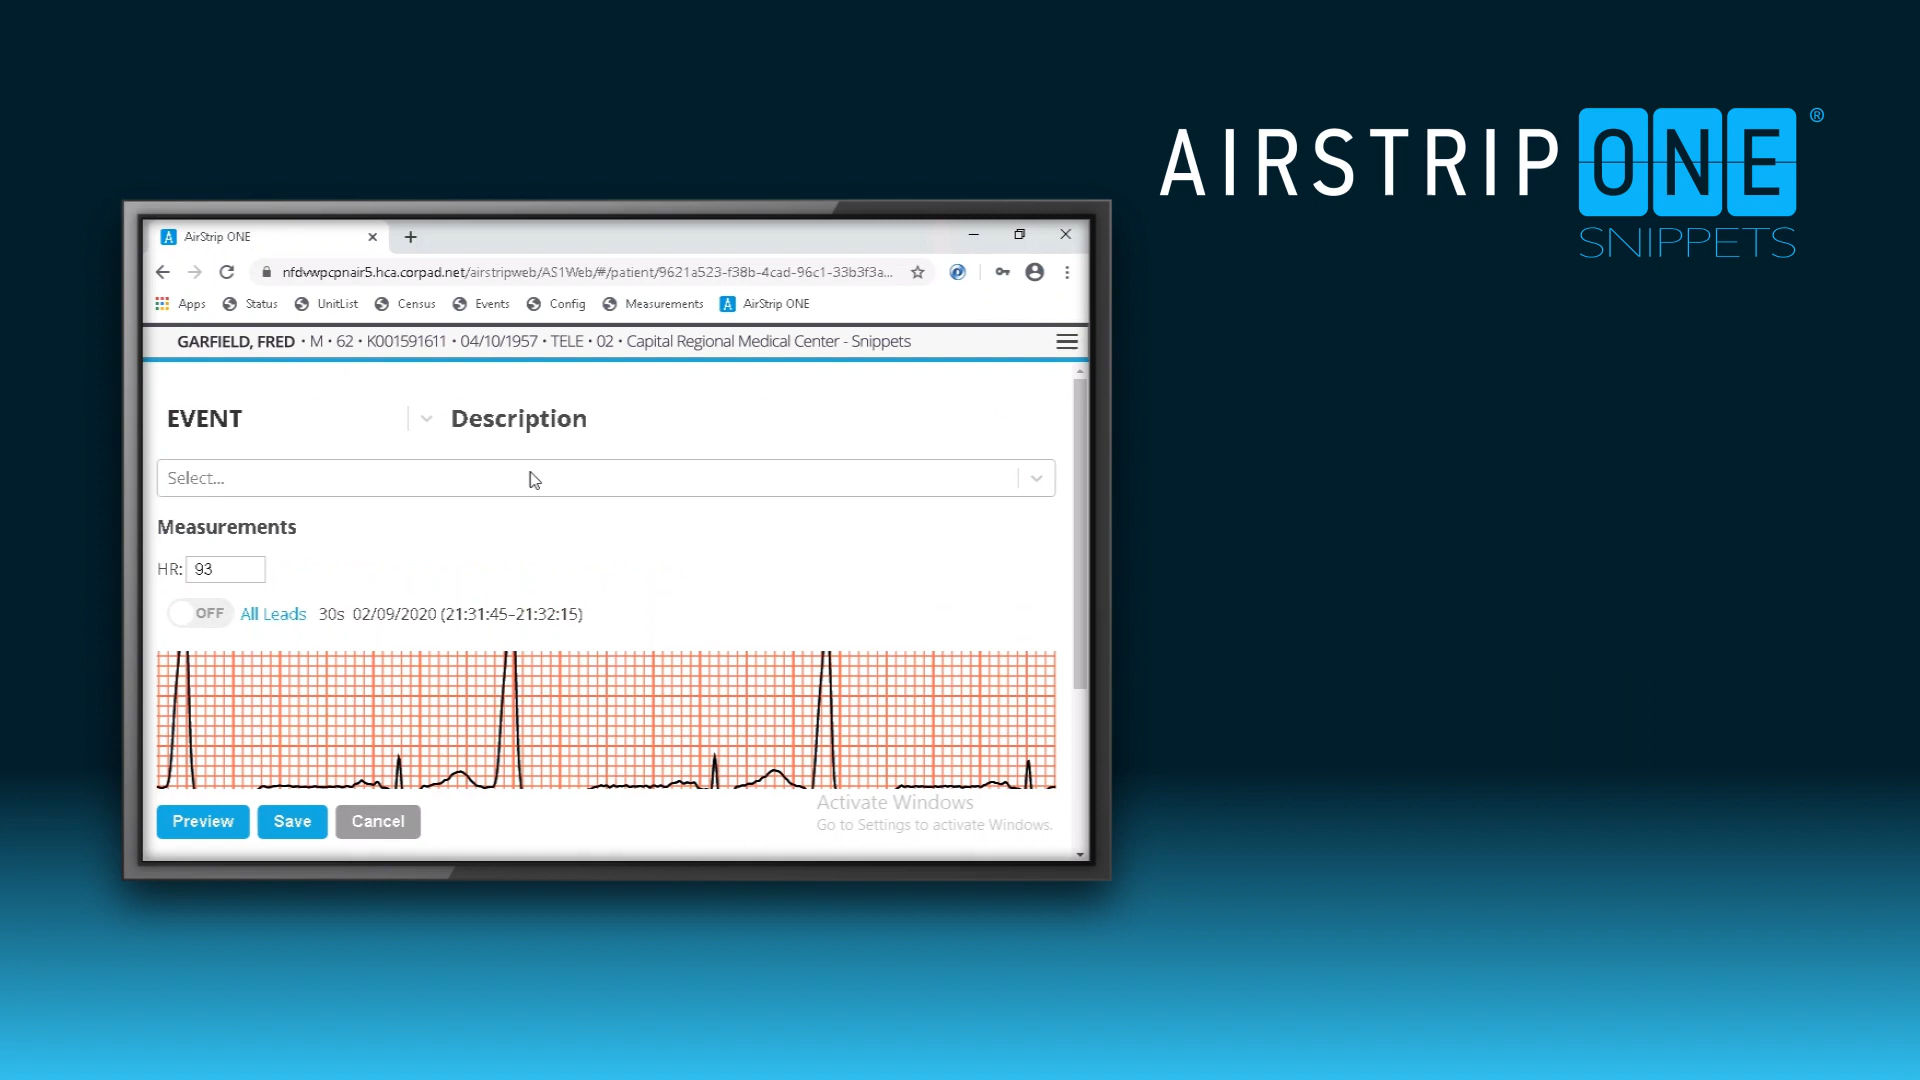 AIRSTRIP ONE ®
SNIPPETS
AirStrip ONE
nfdvwpcpnair5.hca.corpad.net/airstripweb/AS1Web/#/patient/9621a523-f38b-4cad-96c1-33b3f3a...
Apps Status UnitList Census Events Config Measurements AirStrip ONE
GARFIELD, FRED • M • 62 • K001591611 • 04/10/1957 • TELE • 02 • Capital Regional Medical Center - Snippets
EVENT Description
Select...
Measurements
HR: 93
OFF All Leads 30s 02/09/2020 (21:31:45–21:32:15)
Preview Save Cancel
Activate Windows
Go to Settings to activate Windows.